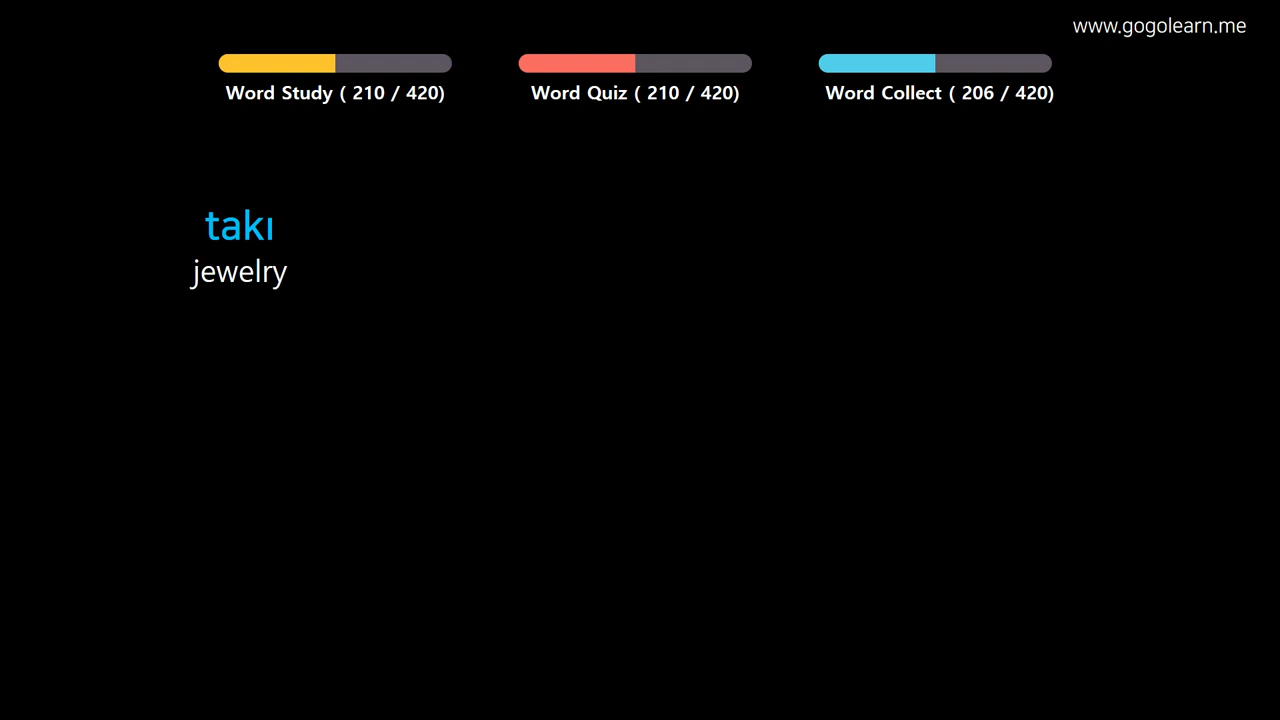 www.gogolearn.me
Word Study ( 210 / 420)
Word Quiz ( 210 / 420)
Word Collect ( 206 / 420)
takı
jewelry